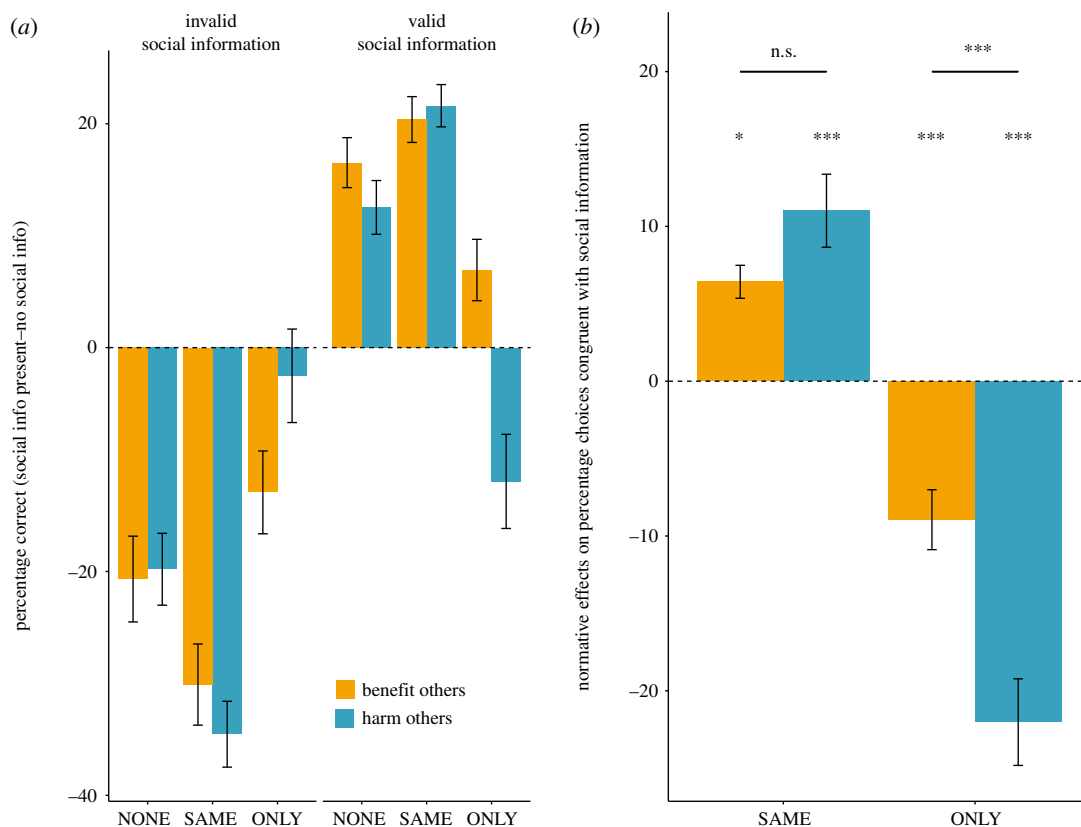 (a)
invalid
social information
valid
social information
percentage correct (social info present–no social info)
20
0
–20
–40
benefit others
harm others
NONE SAME ONLY NONE SAME ONLY
(b)
normative effects on percentage choices congruent with social information
20
10
0
–10
–20
n.s.
***
* *** *** ***
SAME ONLY